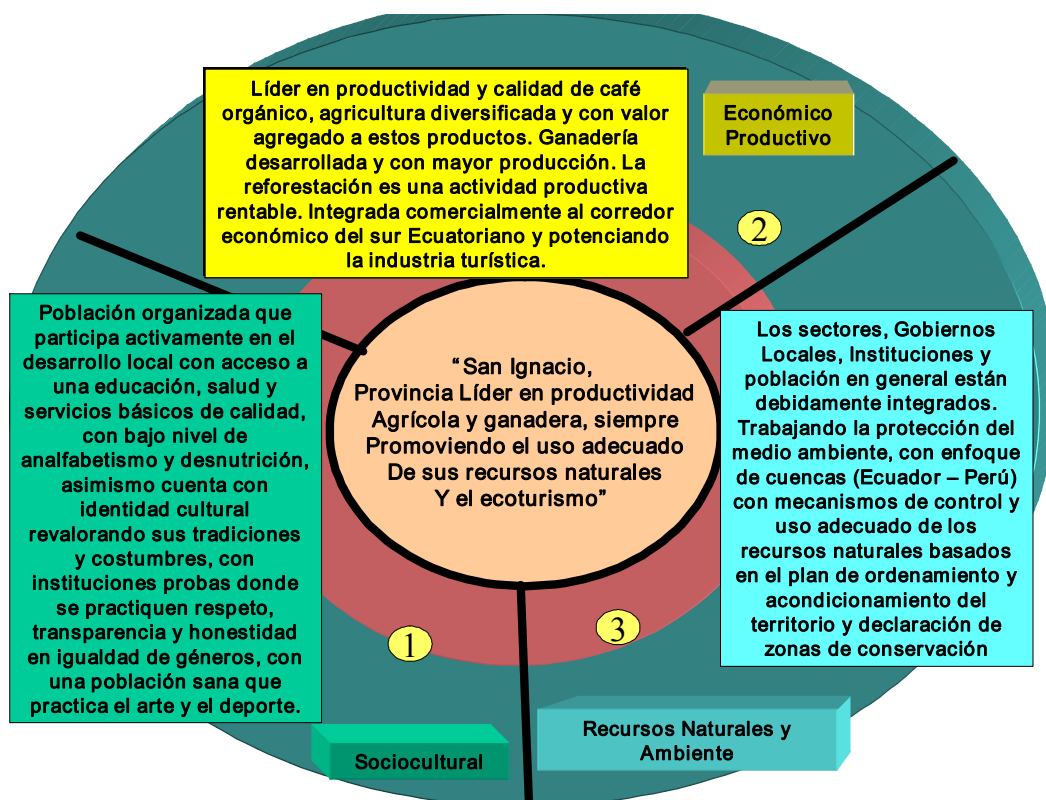 Líder en productividad y calidad de café
orgánico, agricultura diversificada y con valor
agregado a estos productos. Ganadería
desarrollada y con mayor producción. La
reforestación es una actividad productiva
rentable. Integrada comercialmente al corredor
económico del sur Ecuatoriano y potenciando
la industria turística.
Económico
Productivo
2
Población organizada que
participa activamente en el
desarrollo local con acceso a
una educación, salud y
servicios básicos de calidad,
con bajo nivel de
analfabetismo y desnutrición,
asimismo cuenta con
identidad cultural
revalorando sus tradiciones
y costumbres, con
instituciones probas donde
se practiquen respeto,
transparencia y honestidad
en igualdad de géneros, con
una población sana que
practica el arte y el deporte.
“San Ignacio,
Provincia Líder en productividad
Agrícola y ganadera, siempre
Promoviendo el uso adecuado
De sus recursos naturales
Y el ecoturismo”
Los sectores, Gobiernos
Locales, Instituciones y
población en general están
debidamente integrados.
Trabajando la protección del
medio ambiente, con enfoque
de cuencas (Ecuador – Perú)
con mecanismos de control y
uso adecuado de los
recursos naturales basados
en el plan de ordenamiento y
acondicionamiento del
territorio y declaración de
zonas de conservación
1
3
Sociocultural
Recursos Naturales y
Ambiente